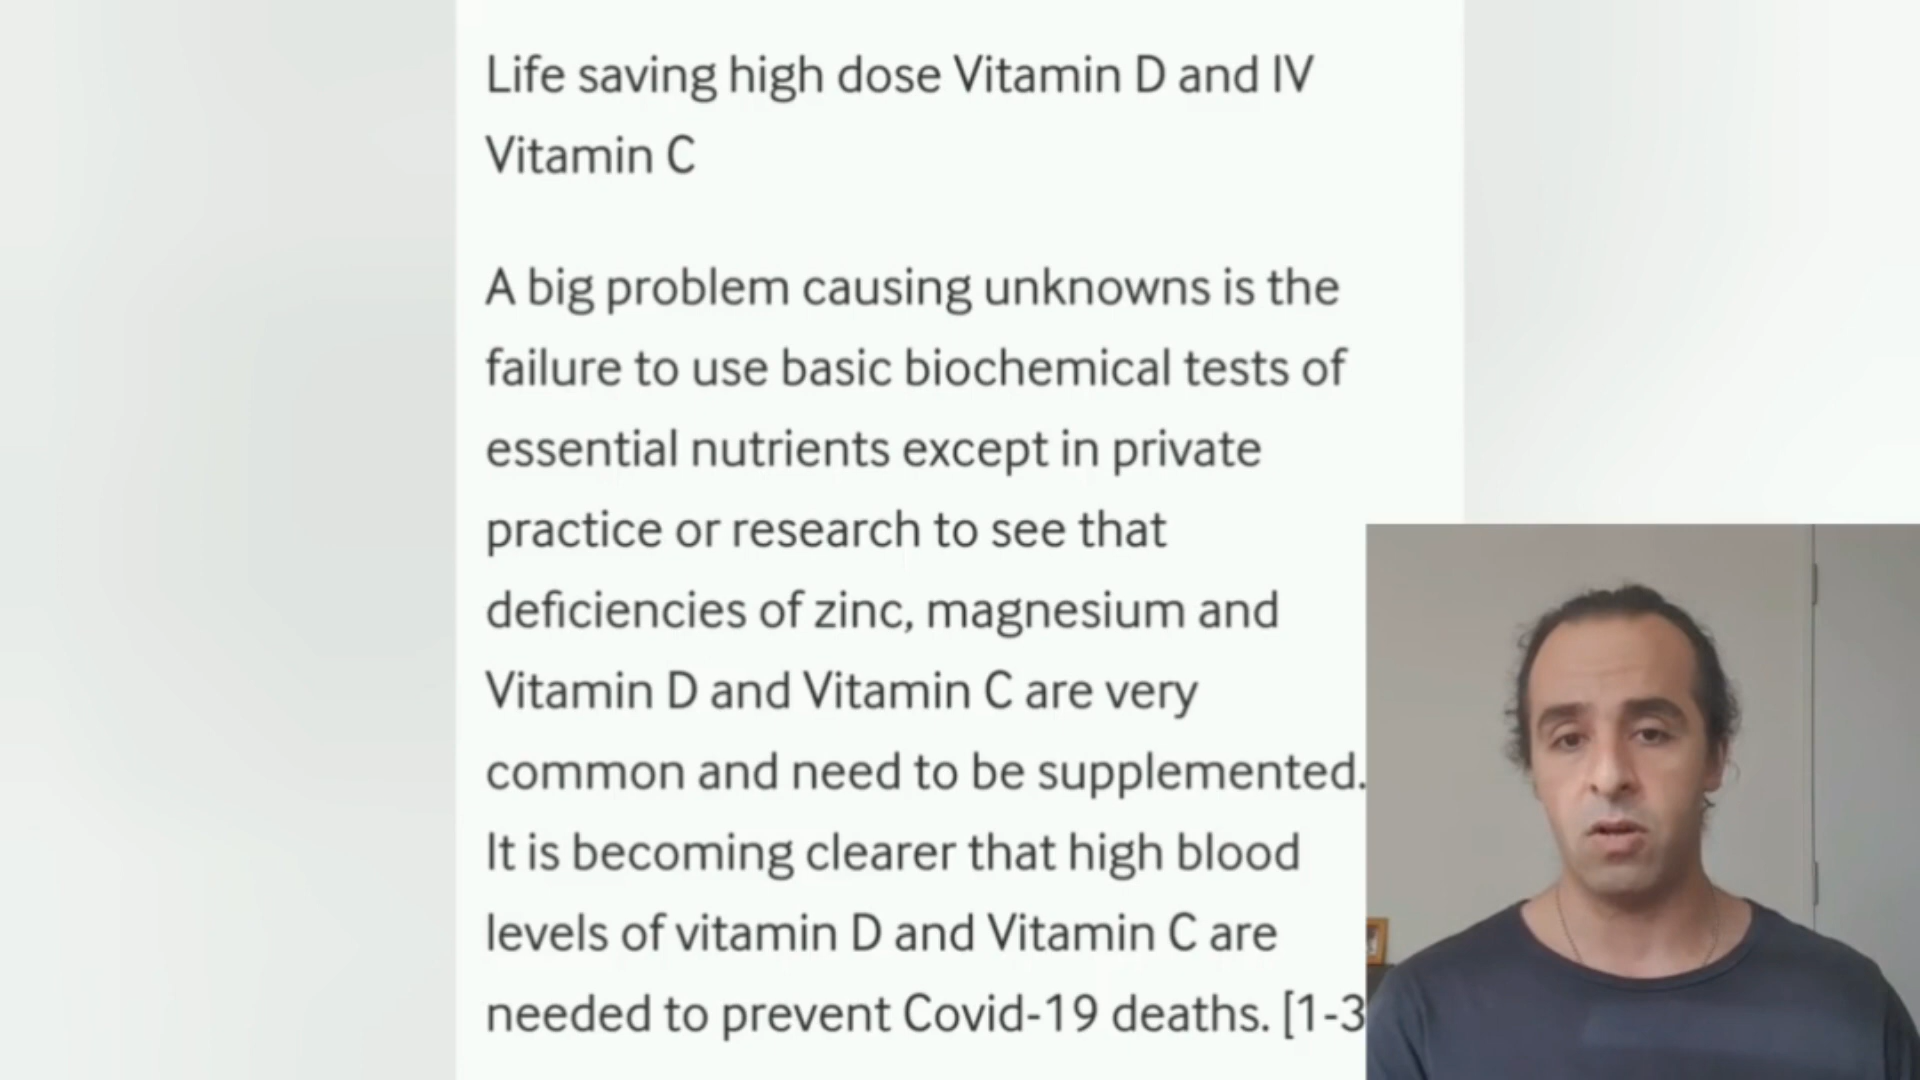 Life saving high dose Vitamin D and IV
Vitamin C
A big problem causing unknowns is the
failure to use basic biochemical tests of
essential nutrients except in private
practice or research to see that
deficiencies of zinc, magnesium and
Vitamin D and Vitamin C are very
common and need to be supplemented.
It is becoming clearer that high blood
levels of vitamin D and Vitamin C are
needed to prevent Covid-19 deaths. [1-3